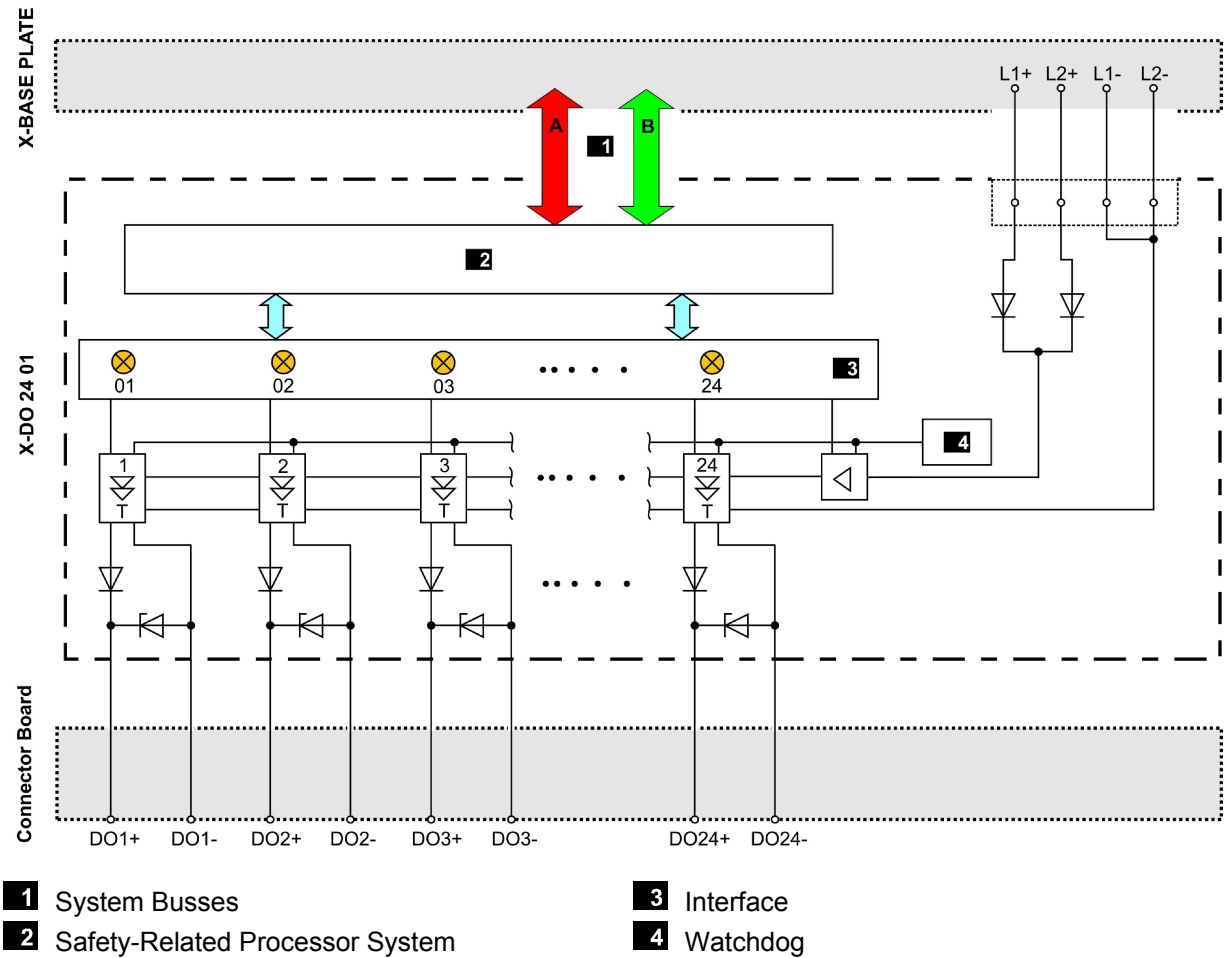 X-BASE PLATE
L1+ L2+ L1- L2-
A
B
1
2
X-DO 24 01
01 02 03 24
3
4
1 2 3 24
T T T T
Connector Board
DO1+ DO1- DO2+ DO2- DO3+ DO3- DO24+ DO24-
1 System Busses
2 Safety-Related Processor System
3 Interface
4 Watchdog